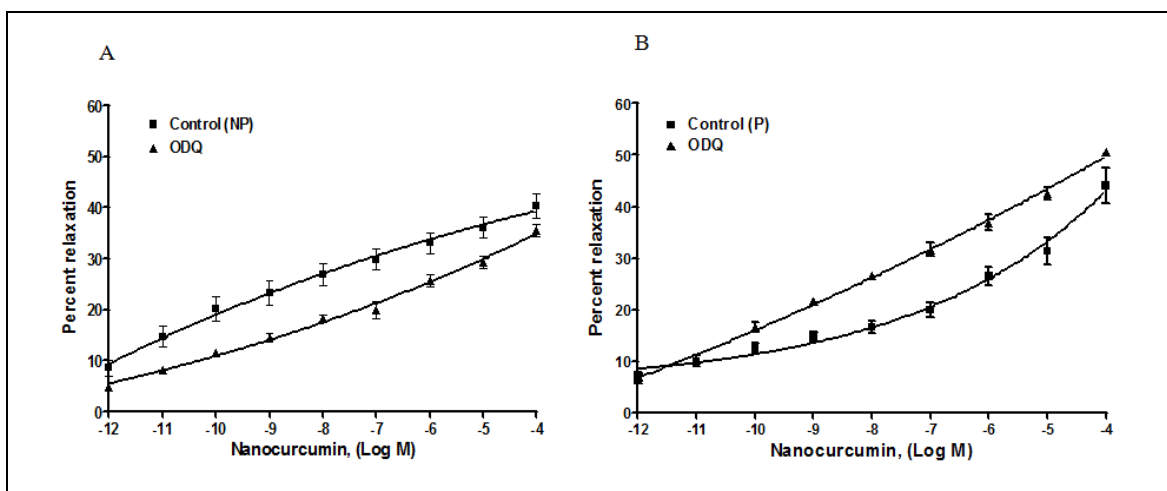 A
60
50
40
30
20
10
0
Percent relaxation
Control (NP)
ODQ
-12 -11 -10 -9 -8 -7 -6 -5 -4
Nanocurcumin, (Log M)
B
60
50
40
30
20
10
0
Percent relaxation
Control (P)
ODQ
-12 -11 -10 -9 -8 -7 -6 -5 -4
Nanocurcumin, (Log M)